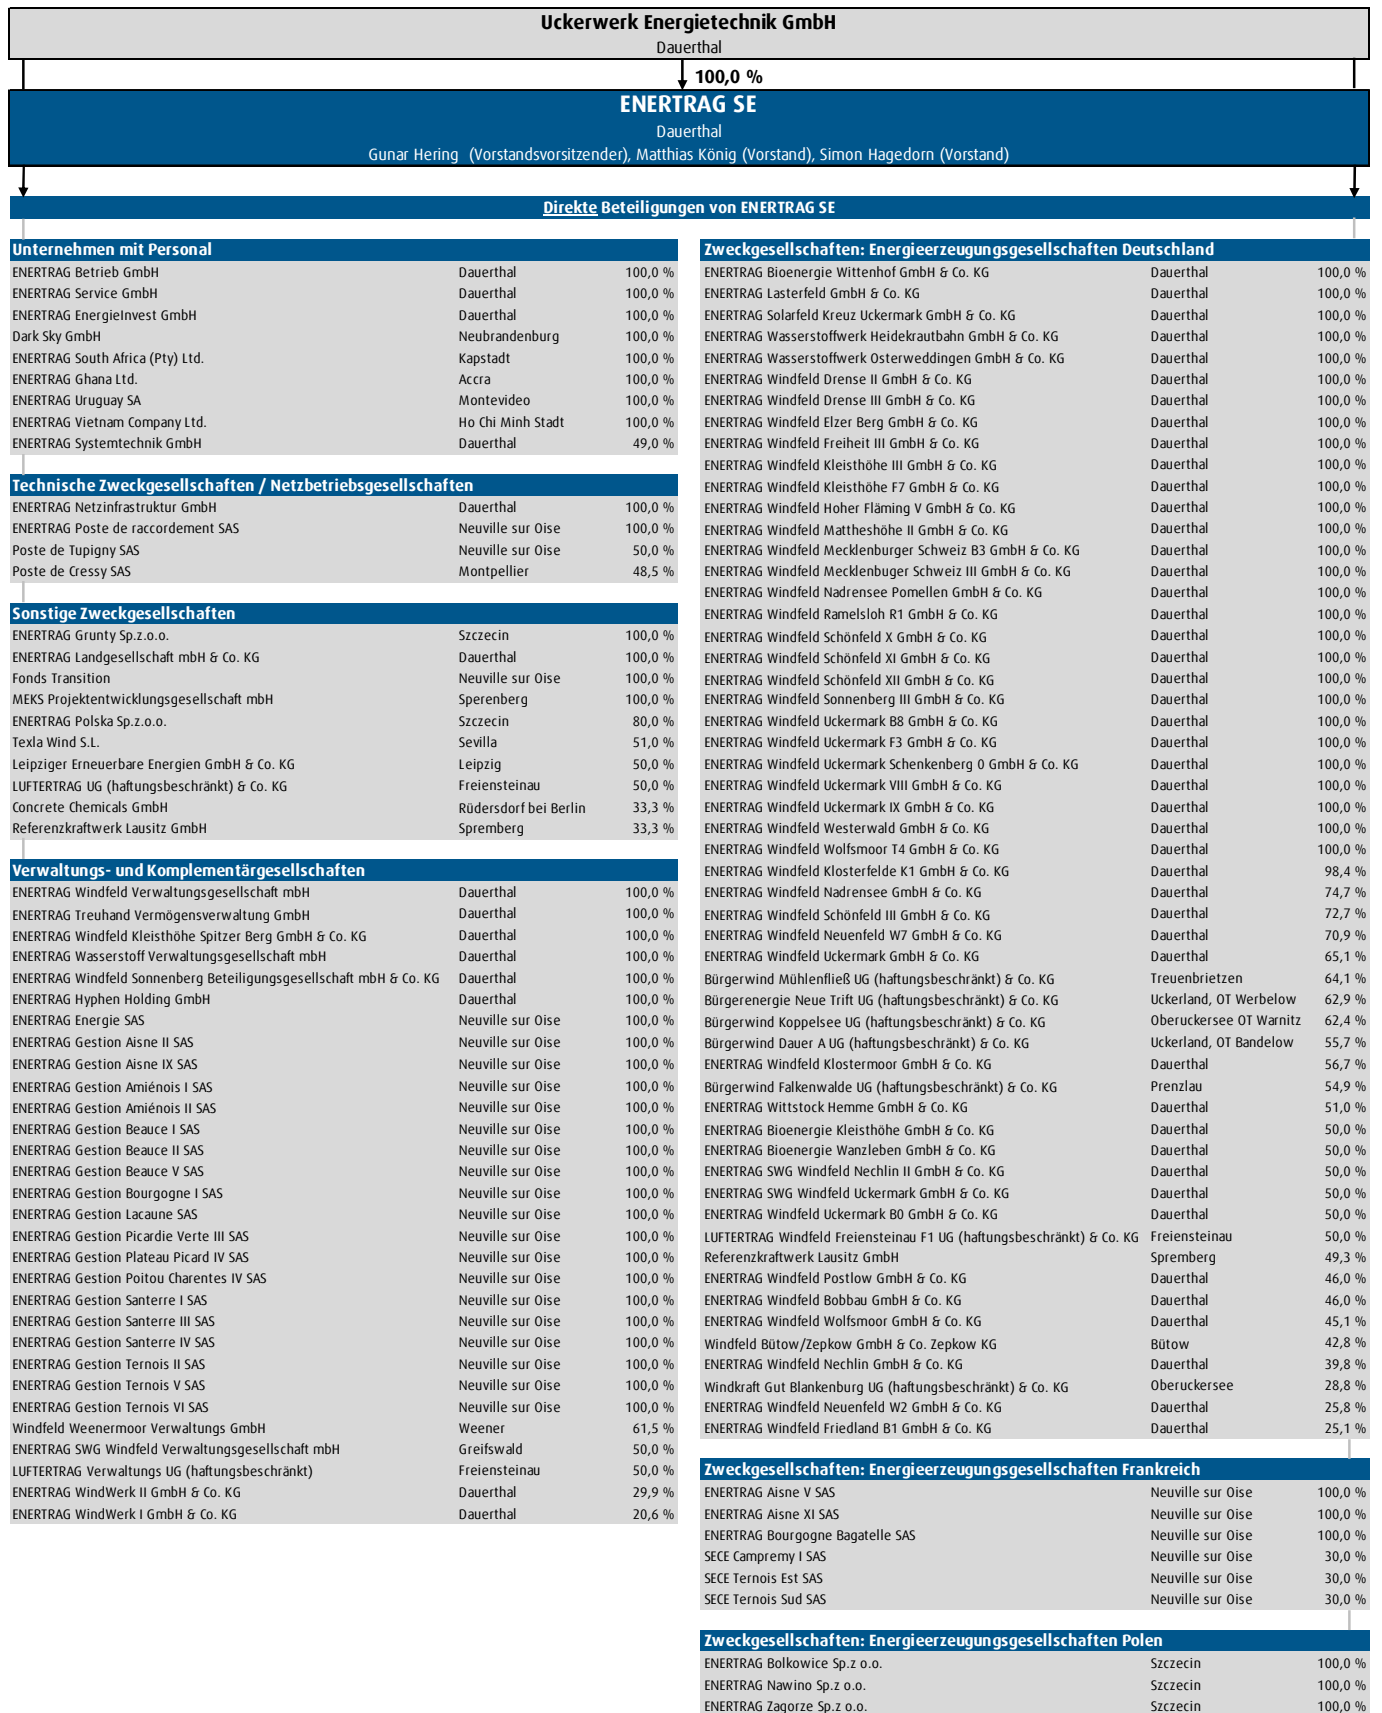 Uckerwerk Energietechnik GmbH
Dauerthal
100,0 %
ENERTRAG SE
Dauerthal
Gunar Hering (Vorstandsvorsitzender), Matthias König (Vorstand), Simon Hagedorn (Vorstand)
Direkte Beteiligungen von ENERTRAG SE
Unternehmen mit Personal
ENERTRAG Betrieb GmbH Dauerthal 100,0 %
ENERTRAG Service GmbH Dauerthal 100,0 %
ENERTRAG EnergieInvest GmbH Dauerthal 100,0 %
Dark Sky GmbH Neubrandenburg 100,0 %
ENERTRAG South Africa (Pty) Ltd. Kapstadt 100,0 %
ENERTRAG Ghana Ltd. Accra 100,0 %
ENERTRAG Uruguay SA Montevideo 100,0 %
ENERTRAG Vietnam Company Ltd. Ho Chi Minh Stadt 100,0 %
ENERTRAG Systemtechnik GmbH Dauerthal 49,0 %
Technische Zweckgesellschaften / Netzbetriebsgesellschaften
ENERTRAG Netzinfrastruktur GmbH Dauerthal 100,0 %
ENERTRAG Poste de raccordement SAS Neuville sur Oise 100,0 %
Poste de Tupigny SAS Neuville sur Oise 50,0 %
Poste de Cressy SAS Montpellier 48,5 %
Sonstige Zweckgesellschaften
ENERTRAG Grunty Sp.z.o.o. Szczecin 100,0 %
ENERTRAG Landgesellschaft mbH & Co. KG Dauerthal 100,0 %
Fonds Transition Neuville sur Oise 100,0 %
MEKS Projektentwicklungsgesellschaft mbH Sperenberg 100,0 %
ENERTRAG Polska Sp.z.o.o. Szczecin 80,0 %
Texla Wind S.L. Sevilla 51,0 %
Leipziger Erneuerbare Energien GmbH & Co. KG Leipzig 50,0 %
LUFTERTRAG UG (haftungsbeschränkt) & Co. KG Freiensteinau 50,0 %
Concrete Chemicals GmbH Rüdersdorf bei Berlin 33,3 %
Referenzkraftwerk Lausitz GmbH Spremberg 33,3 %
Verwaltungs- und Komplementärgesellschaften
ENERTRAG Windfeld Verwaltungsgesellschaft mbH Dauerthal 100,0 %
ENERTRAG Treuhand Vermögensverwaltung GmbH Dauerthal 100,0 %
ENERTRAG Windfeld Kleisthöhe Spitzer Berg GmbH & Co. KG Dauerthal 100,0 %
ENERTRAG Wasserstoff Verwaltungsgesellschaft mbH Dauerthal 100,0 %
ENERTRAG Windfeld Sonnenberg Beteiligungsgesellschaft mbH & Co. KG Dauerthal 100,0 %
ENERTRAG Hyphen Holding GmbH Dauerthal 100,0 %
ENERTRAG Energie SAS Neuville sur Oise 100,0 %
ENERTRAG Gestion Aisne II SAS Neuville sur Oise 100,0 %
ENERTRAG Gestion Aisne IX SAS Neuville sur Oise 100,0 %
ENERTRAG Gestion Amiénois I SAS Neuville sur Oise 100,0 %
ENERTRAG Gestion Amiénois II SAS Neuville sur Oise 100,0 %
ENERTRAG Gestion Beauce I SAS Neuville sur Oise 100,0 %
ENERTRAG Gestion Beauce II SAS Neuville sur Oise 100,0 %
ENERTRAG Gestion Beauce V SAS Neuville sur Oise 100,0 %
ENERTRAG Gestion Bourgogne I SAS Neuville sur Oise 100,0 %
ENERTRAG Gestion Lacaune SAS Neuville sur Oise 100,0 %
ENERTRAG Gestion Picardie Verte III SAS Neuville sur Oise 100,0 %
ENERTRAG Gestion Plateau Picard IV SAS Neuville sur Oise 100,0 %
ENERTRAG Gestion Poitou Charentes IV SAS Neuville sur Oise 100,0 %
ENERTRAG Gestion Santerre I SAS Neuville sur Oise 100,0 %
ENERTRAG Gestion Santerre III SAS Neuville sur Oise 100,0 %
ENERTRAG Gestion Santerre IV SAS Neuville sur Oise 100,0 %
ENERTRAG Gestion Ternois II SAS Neuville sur Oise 100,0 %
ENERTRAG Gestion Ternois V SAS Neuville sur Oise 100,0 %
ENERTRAG Gestion Ternois VI SAS Neuville sur Oise 100,0 %
Windfeld Weenermoor Verwaltungs GmbH Weener 61,5 %
ENERTRAG SWG Windfeld Verwaltungsgesellschaft mbH Greifswald 50,0 %
LUFTERTRAG Verwaltungs UG (haftungsbeschränkt) Freiensteinau 50,0 %
ENERTRAG WindWerk II GmbH & Co. KG Dauerthal 29,9 %
ENERTRAG WindWerk I GmbH & Co. KG Dauerthal 20,6 %
Zweckgesellschaften: Energieerzeugungsgesellschaften Deutschland
ENERTRAG Bioenergie Wittenhof GmbH & Co. KG Dauerthal 100,0 %
ENERTRAG Lasterfeld GmbH & Co. KG Dauerthal 100,0 %
ENERTRAG Solarfeld Kreuz Uckermark GmbH & Co. KG Dauerthal 100,0 %
ENERTRAG Wasserstoffwerk Heidekrautbahn GmbH & Co. KG Dauerthal 100,0 %
ENERTRAG Wasserstoffwerk Osterweddingen GmbH & Co. KG Dauerthal 100,0 %
ENERTRAG Windfeld Drense II GmbH & Co. KG Dauerthal 100,0 %
ENERTRAG Windfeld Drense III GmbH & Co. KG Dauerthal 100,0 %
ENERTRAG Windfeld Elzer Berg GmbH & Co. KG Dauerthal 100,0 %
ENERTRAG Windfeld Freiheit III GmbH & Co. KG Dauerthal 100,0 %
ENERTRAG Windfeld Kleisthöhe III GmbH & Co. KG Dauerthal 100,0 %
ENERTRAG Windfeld Kleisthöhe F7 GmbH & Co. KG Dauerthal 100,0 %
ENERTRAG Windfeld Hoher Fläming V GmbH & Co. KG Dauerthal 100,0 %
ENERTRAG Windfeld Mattheshöhe II GmbH & Co. KG Dauerthal 100,0 %
ENERTRAG Windfeld Mecklenburger Schweiz B3 GmbH & Co. KG Dauerthal 100,0 %
ENERTRAG Windfeld Mecklenbuger Schweiz III GmbH & Co. KG Dauerthal 100,0 %
ENERTRAG Windfeld Nadrensee Pomellen GmbH & Co. KG Dauerthal 100,0 %
ENERTRAG Windfeld Ramelsloh R1 GmbH & Co. KG Dauerthal 100,0 %
ENERTRAG Windfeld Schönfeld X GmbH & Co. KG Dauerthal 100,0 %
ENERTRAG Windfeld Schönfeld XI GmbH & Co. KG Dauerthal 100,0 %
ENERTRAG Windfeld Schönfeld XII GmbH & Co. KG Dauerthal 100,0 %
ENERTRAG Windfeld Sonnenberg III GmbH & Co. KG Dauerthal 100,0 %
ENERTRAG Windfeld Uckermark B8 GmbH & Co. KG Dauerthal 100,0 %
ENERTRAG Windfeld Uckermark F3 GmbH & Co. KG Dauerthal 100,0 %
ENERTRAG Windfeld Uckermark Schenkenberg 0 GmbH & Co. KG Dauerthal 100,0 %
ENERTRAG Windfeld Uckermark VIII GmbH & Co. KG Dauerthal 100,0 %
ENERTRAG Windfeld Uckermark IX GmbH & Co. KG Dauerthal 100,0 %
ENERTRAG Windfeld Westerwald GmbH & Co. KG Dauerthal 100,0 %
ENERTRAG Windfeld Wolfsmoor T4 GmbH & Co. KG Dauerthal 100,0 %
ENERTRAG Windfeld Klosterfelde K1 GmbH & Co. KG Dauerthal 98,4 %
ENERTRAG Windfeld Nadrensee GmbH & Co. KG Dauerthal 74,7 %
ENERTRAG Windfeld Schönfeld III GmbH & Co. KG Dauerthal 72,7 %
ENERTRAG Windfeld Neuenfeld W7 GmbH & Co. KG Dauerthal 70,9 %
ENERTRAG Windfeld Uckermark GmbH & Co. KG Dauerthal 65,1 %
Bürgerwind Mühlenfließ UG (haftungsbeschränkt) & Co. KG Treuenbrietzen 64,1 %
Bürgerenergie Neue Trift UG (haftungsbeschränkt) & Co. KG Uckerland, OT Werbelow 62,9 %
Bürgerwind Koppelsee UG (haftungsbeschränkt) & Co. KG Oberuckersee OT Warnitz 62,4 %
Bürgerwind Dauer A UG (haftungsbeschränkt) & Co. KG Uckerland, OT Bandelow 55,7 %
ENERTRAG Windfeld Klostermoor GmbH & Co. KG Dauerthal 56,7 %
Bürgerwind Falkenwalde UG (haftungsbeschränkt) & Co. KG Prenzlau 54,9 %
ENERTRAG Wittstock Hemme GmbH & Co. KG Dauerthal 51,0 %
ENERTRAG Bioenergie Kleisthöhe GmbH & Co. KG Dauerthal 50,0 %
ENERTRAG Bioenergie Wanzleben GmbH & Co. KG Dauerthal 50,0 %
ENERTRAG SWG Windfeld Nechlin II GmbH & Co. KG Dauerthal 50,0 %
ENERTRAG SWG Windfeld Uckermark GmbH & Co. KG Dauerthal 50,0 %
ENERTRAG Windfeld Uckermark B0 GmbH & Co. KG Dauerthal 50,0 %
LUFTERTRAG Windfeld Freiensteinau F1 UG (haftungsbeschränkt) & Co. KG Freiensteinau 50,0 %
Referenzkraftwerk Lausitz GmbH Spremberg 49,3 %
ENERTRAG Windfeld Postlow GmbH & Co. KG Dauerthal 46,0 %
ENERTRAG Windfeld Bobbau GmbH & Co. KG Dauerthal 46,0 %
ENERTRAG Windfeld Wolfsmoor GmbH & Co. KG Dauerthal 45,1 %
Windfeld Bütow/Zepkow GmbH & Co. Zepkow KG Bütow 42,8 %
ENERTRAG Windfeld Nechlin GmbH & Co. KG Dauerthal 39,8 %
Windkraft Gut Blankenburg UG (haftungsbeschränkt) & Co. KG Oberuckersee 28,8 %
ENERTRAG Windfeld Neuenfeld W2 GmbH & Co. KG Dauerthal 25,8 %
ENERTRAG Windfeld Friedland B1 GmbH & Co. KG Dauerthal 25,1 %
Zweckgesellschaften: Energieerzeugungsgesellschaften Frankreich
ENERTRAG Aisne V SAS Neuville sur Oise 100,0 %
ENERTRAG Aisne XI SAS Neuville sur Oise 100,0 %
ENERTRAG Bourgogne Bagatelle SAS Neuville sur Oise 100,0 %
SECE Campremy I SAS Neuville sur Oise 30,0 %
SECE Ternois Est SAS Neuville sur Oise 30,0 %
SECE Ternois Sud SAS Neuville sur Oise 30,0 %
Zweckgesellschaften: Energieerzeugungsgesellschaften Polen
ENERTRAG Bolkowice Sp.z o.o. Szczecin 100,0 %
ENERTRAG Nawino Sp.z o.o. Szczecin 100,0 %
ENERTRAG Zagorze Sp.z o.o. Szczecin 100,0 %